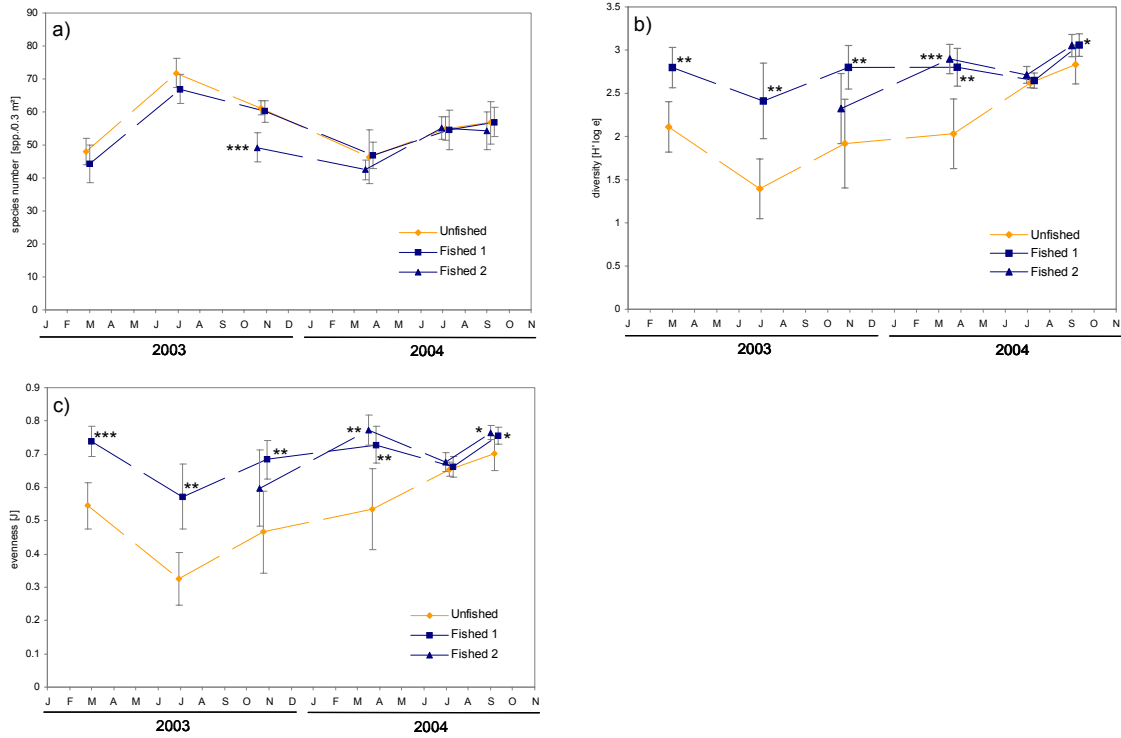 a)
species number [spp./0.3 m²]
90
80
70
60
50
40
30
20
10
0
***
Unfished
Fished 1
Fished 2
J F M A M J J A S O N D J F M A M J J A S O N
2003 2004
b)
diversity [H' log e]
3.5
3
2.5
2
1.5
1
0.5
0
** ** ** *** ** *
Unfished
Fished 1
Fished 2
J F M A M J J A S O N D J F M A M J J A S O N
2003 2004
c)
evenness [J]
0.9
0.8
0.7
0.6
0.5
0.4
0.3
0.2
0.1
0
*** ** ** ** ** * *
Unfished
Fished 1
Fished 2
J F M A M J J A S O N D J F M A M J J A S O N
2003 2004